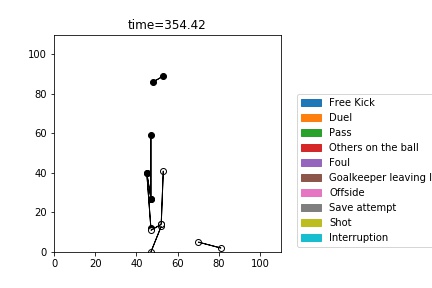 time=354.42
100
80
60
40
20
0
0 20 40 60 80 100
Free Kick
Duel
Pass
Others on the ball
Foul
Goalkeeper leaving l
Offside
Save attempt
Shot
Interruption